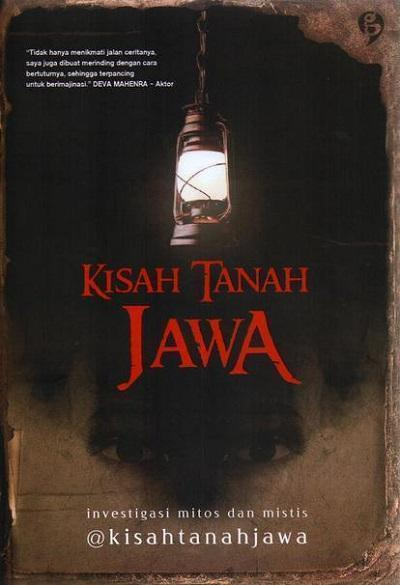 "Tidak hanya menikmati jalan ceritanya,
saya juga dibuat merinding dengan cara
bertuturnya, sehingga terpancing
untuk berimajinasi." DEVA MAHENRA - Aktor
KISAH TANAH
JAWA
investigasi mitos dan mistis
@kisahtanahjawa